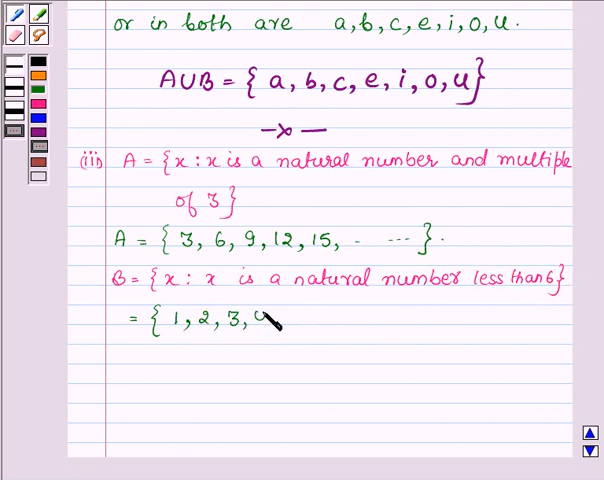 or in both are a, b, c, e, i, o, u.
A∪B = { a, b, c, e, i, o, u}
(iii) A = {x : x is a natural number and multiple
of 3}
A = { 3, 6, 9, 12, 15, - ---- }.
B = {x : x is a natural number less than 6}
= { 1, 2, 3,